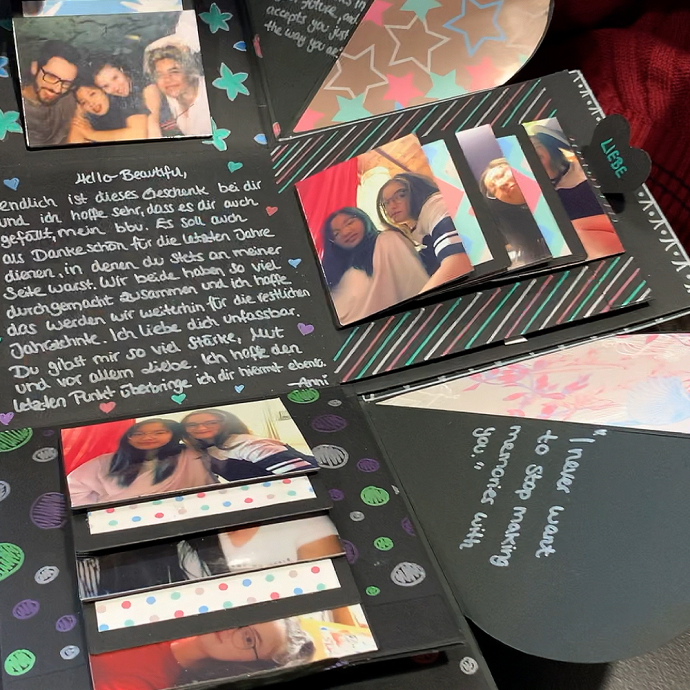 future, and
accepts you just
the way you are"
LIEBE
Hello Beautiful,
endlich ist dieses Geschenk bei dir
und ich hoffe sehr, dass es dir auch
gefällt, mein bbu. Es soll auch
als Dankeschön für die letzten Jahre
dienen, in denen du stets an meiner
Seite warst. Wir beide haben so viel
durchgemacht zusammen und ich hoffe
das werden wir weiterhin für die restlichen
Jahrzehnte. Ich liebe dich unfassbar.
Du gibst mir so viel Stärke, Mut
und vor allem Liebe. Ich hoffe den
letzten Punkt überbringe ich dir hiermit ebenso.
—Anni
"I never want
to stop making
memories with
you."